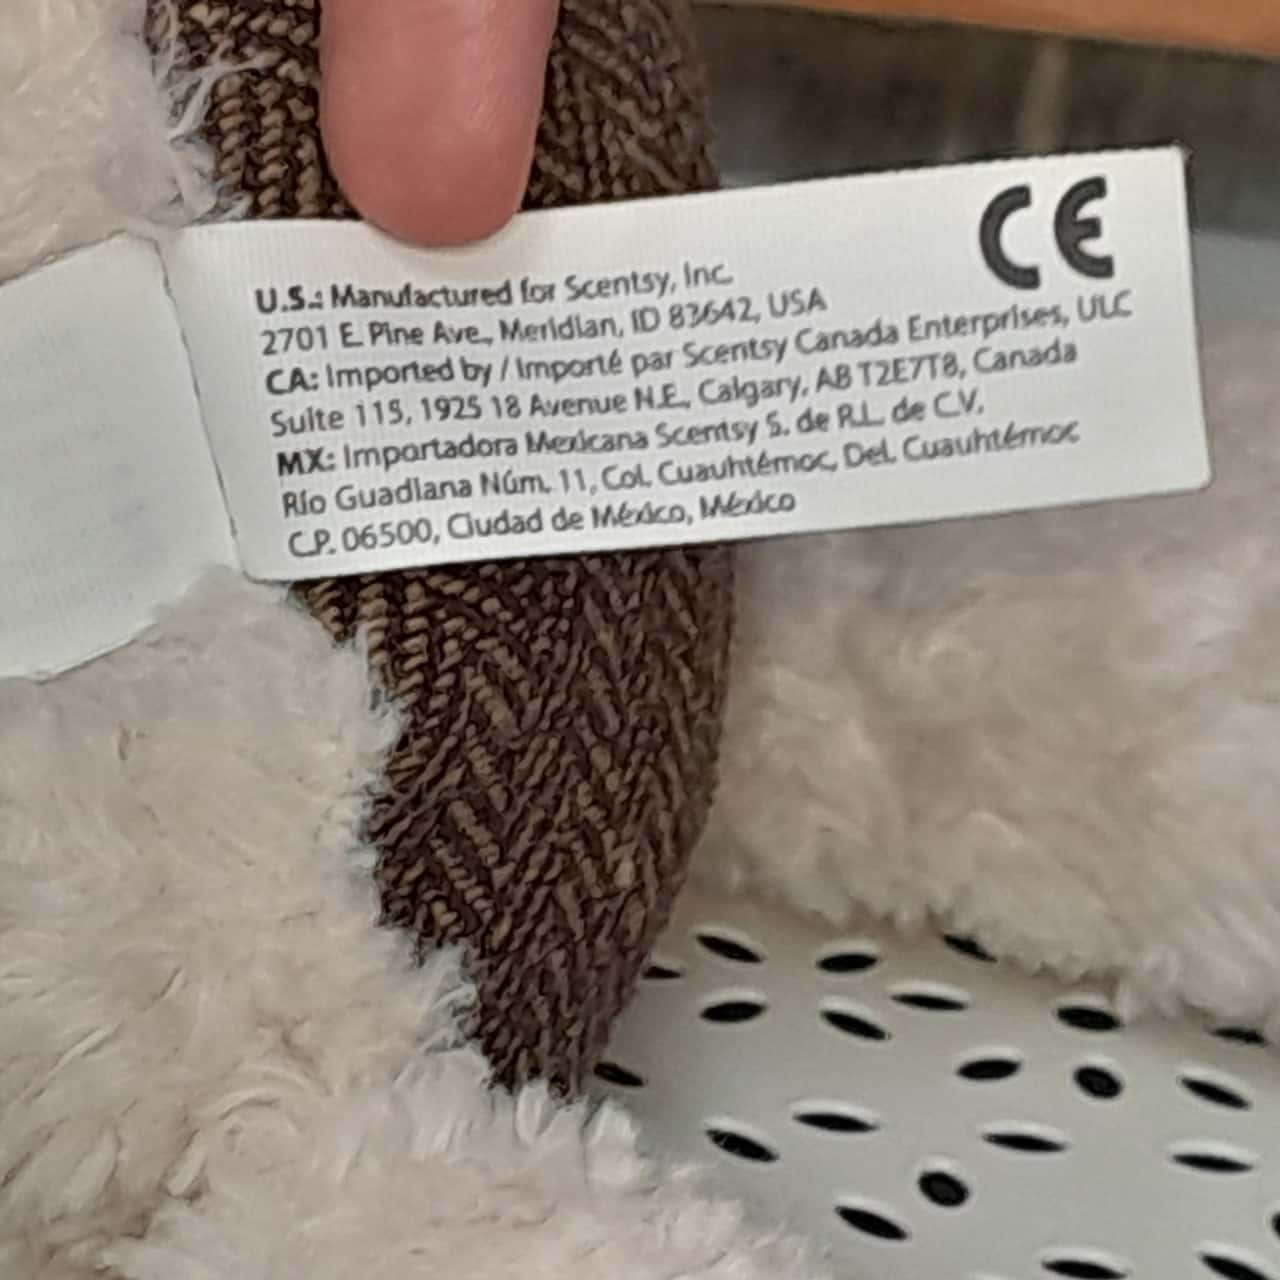 CE
U.S.: Manufactured for Scentsy, Inc.
2701 E. Pine Ave., Meridian, ID 83642, USA
CA: Imported by / Importé par Scentsy Canada Enterprises, ULC
Suite 115, 1925 18 Avenue N.E., Calgary, AB T2E7T8, Canada
MX: Importadora Mexicana Scentsy S. de R.L. de C.V.
Río Guadiana Núm. 11, Col. Cuauhtémoc, Del. Cuauhtémoc
C.P. 06500, Ciudad de México, México